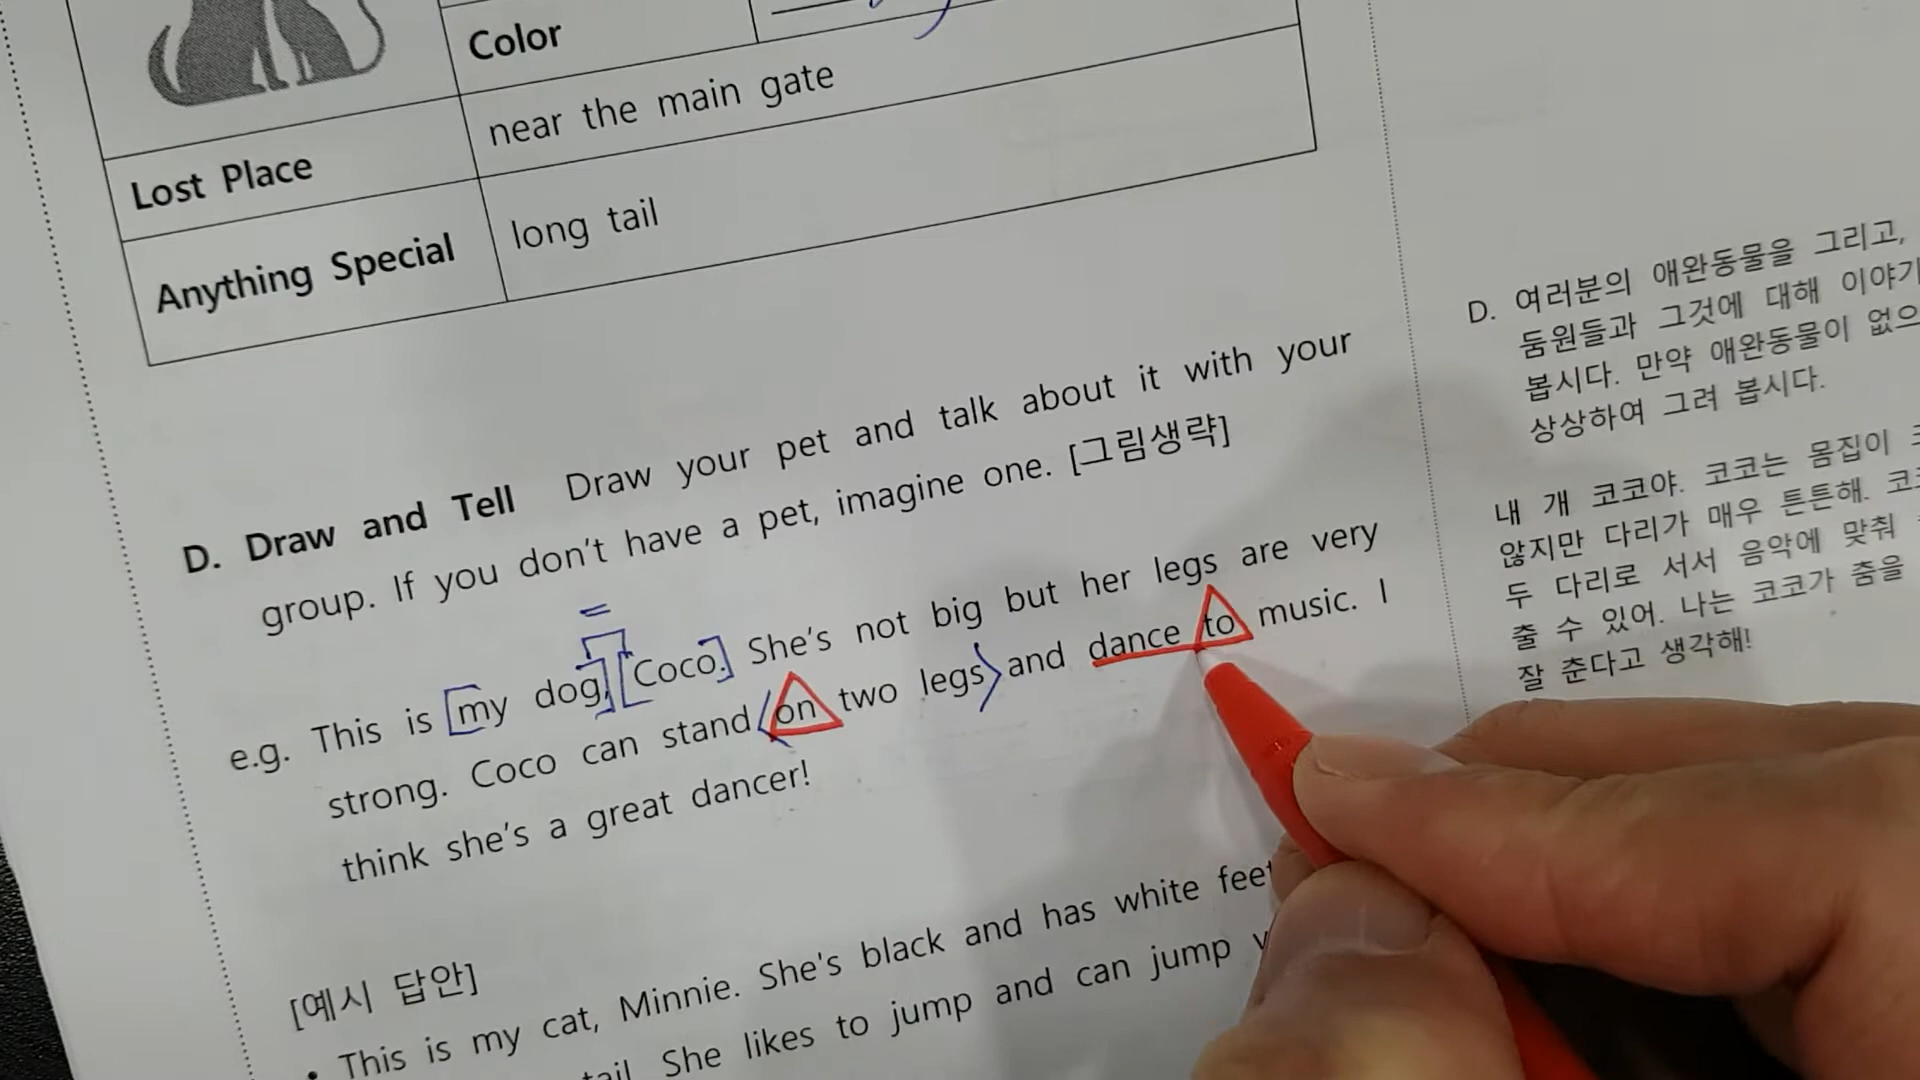 Color
near the main gate
Lost Place
long tail
Anything Special
D. Draw and Tell Draw your pet and talk about it with your
group. If you don't have a pet, imagine one. [그림생략]
e.g. This is my dog, Coco. She's not big but her legs are very
strong. Coco can stand on two legs and dance to music. I
think she's a great dancer!
[예시 답안]
• This is my cat, Minnie. She's black and has white feet
tail. She likes to jump and can jump
D. 여러분의 애완동물을 그리고,
둠원들과 그것에 대해 이야기
봅시다. 만약 애완동물이 없으
상상하여 그려 봅시다.
내 개 코코야. 코코는 몸집이
않지만 다리가 매우 튼튼해. 코
두 다리로 서서 음악에 맞춰
출 수 있어. 나는 코코가 춤을
잘 춘다고 생각해!